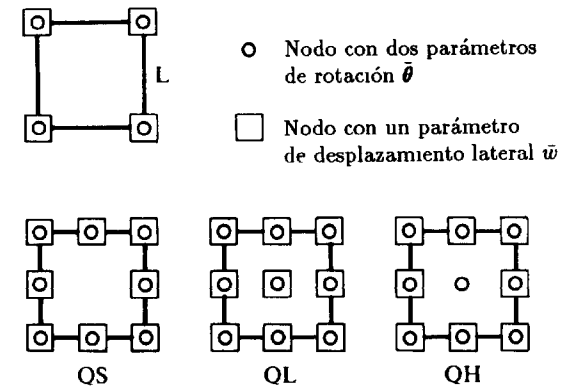 L
Nodo con dos parámetros
de rotación θ̄
Nodo con un parámetro
de desplazamiento lateral w̄
QS
QL
QH